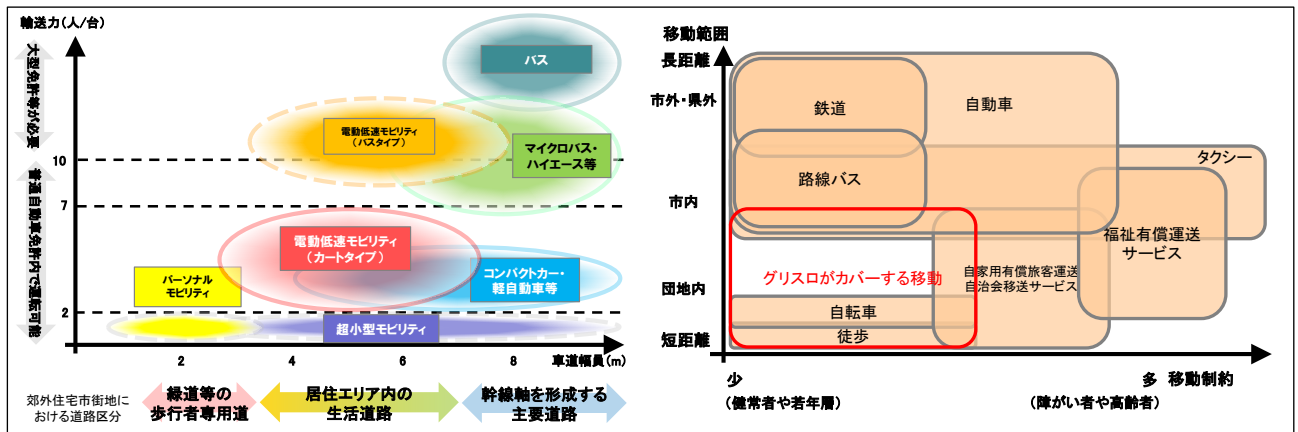 輸送力(人/台)
大型免許等が必要
普通自動車免許内で運転可能
10
7
2
バス
電動低速モビリティ
(バスタイプ)
マイクロバス・
ハイエース等
電動低速モビリティ
(カートタイプ)
パーソナル
モビリティ
コンパクトカー・
軽自動車等
超小型モビリティ
2
4
6
8
車道幅員(m)
郊外住宅市街地に
おける道路区分
緑道等の
歩行者専用道
居住エリア内の
生活道路
幹線軸を形成する
主要道路
移動範囲
長距離
市外・県外
市内
団地内
短距離
鉄道
自動車
路線バス
タクシー
福祉有償運送
サービス
グリスロがカバーする移動
自家用有償旅客運送
自治会移送サービス
自転車
徒歩
少
(健常者や若年層)
多 移動制約
(障がい者や高齢者)